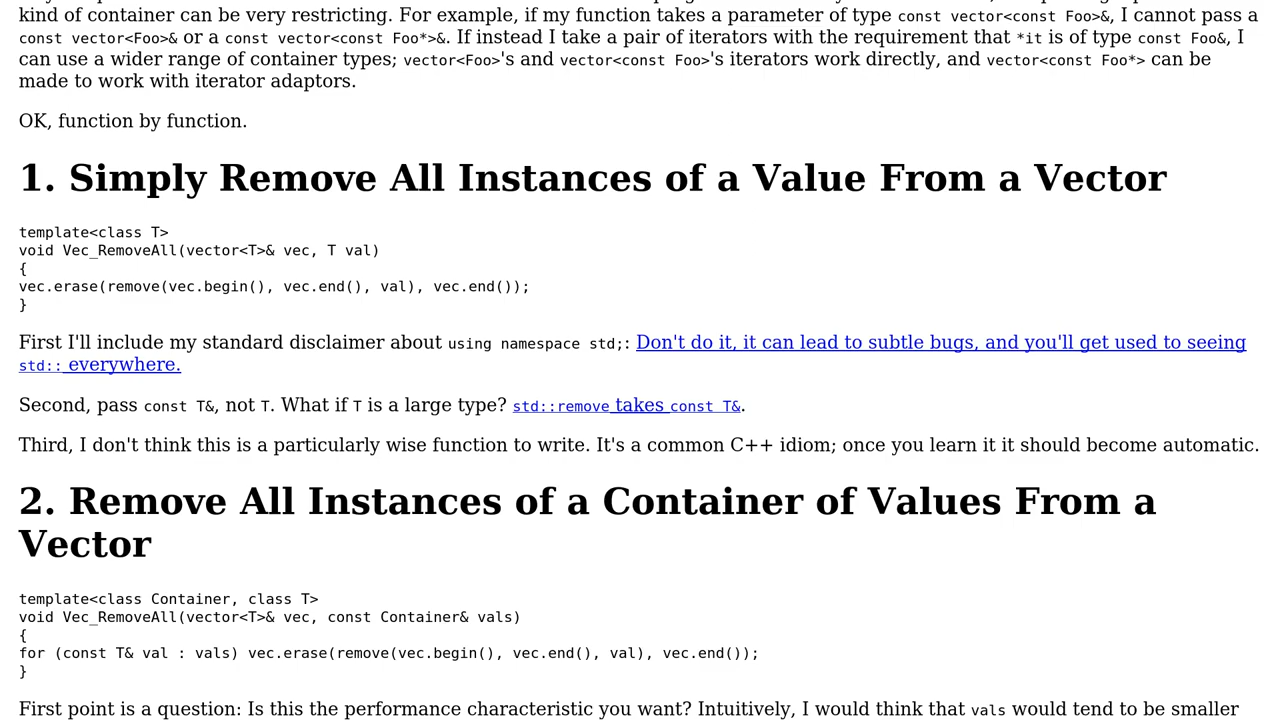 kind of container can be very restricting. For example, if my function takes a parameter of type const vector<const Foo>&, I cannot pass a
const vector<Foo>& or a const vector<const Foo*>&. If instead I take a pair of iterators with the requirement that *it is of type const Foo&, I
can use a wider range of container types; vector<Foo>'s and vector<const Foo>'s iterators work directly, and vector<const Foo*> can be
made to work with iterator adaptors.
OK, function by function.
1. Simply Remove All Instances of a Value From a Vector
template<class T>
void Vec_RemoveAll(vector<T>& vec, T val)
{
vec.erase(remove(vec.begin(), vec.end(), val), vec.end());
}
First I'll include my standard disclaimer about using namespace std;: Don't do it, it can lead to subtle bugs, and you'll get used to seeing
std:: everywhere.
Second, pass const T&, not T. What if T is a large type? std::remove takes const T&.
Third, I don't think this is a particularly wise function to write. It's a common C++ idiom; once you learn it it should become automatic.
2. Remove All Instances of a Container of Values From a
Vector
template<class Container, class T>
void Vec_RemoveAll(vector<T>& vec, const Container& vals)
{
for (const T& val : vals) vec.erase(remove(vec.begin(), vec.end(), val), vec.end());
}
First point is a question: Is this the performance characteristic you want? Intuitively, I would think that vals would tend to be smaller